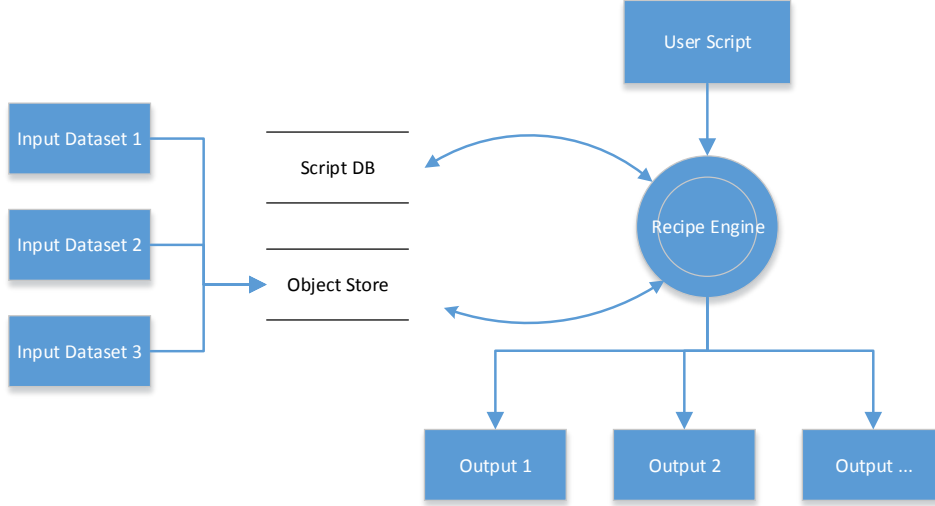 User Script
Input Dataset 1
Script DB
Input Dataset 2
Recipe Engine
Object Store
Input Dataset 3
Output 1
Output 2
Output ...